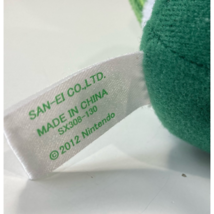 SAN-EI CO.,LTD.
MADE IN CHINA
SX308-130
©2012 Nintendo